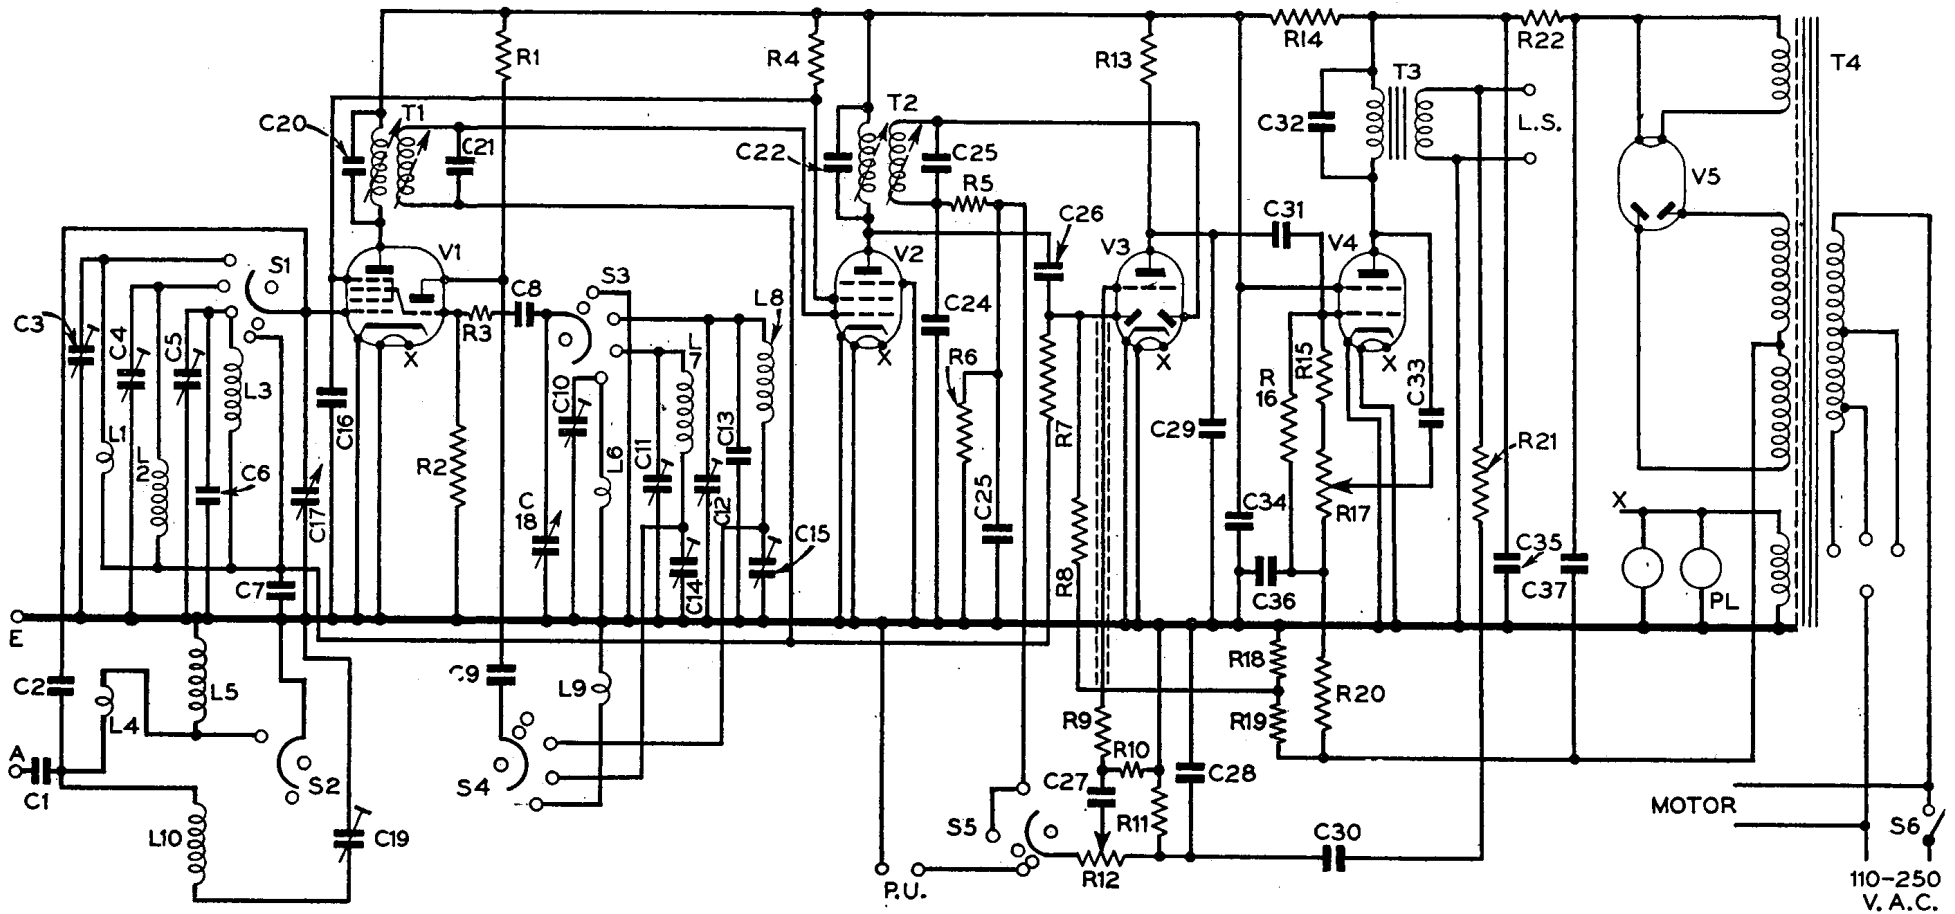 R1
R4
R13
R14
R22
T4
C20
T1
C21
T2
C22
C25
R5
C32
T3
L.S.
V5
S1
V1
C8
S3
L8
V2
C26
V3
C31
V4
C3
C4
C5
L3
X
R3
L7
X
C24
R6
X
X
C33
L1
L2
C6
C17
C16
R2
C18
C10
L6
C11
C12
C13
C15
C14
C25
R7
R8
C29
R16
R15
R17
C34
C36
R21
C35
C37
X
PL
C7
E
C2
L4
L5
C9
L9
R18
R19
R20
A
C1
S2
S4
R9
R10
C27
C28
MOTOR
L10
C19
S5
R11
R12
C30
S6
P.U.
110-250
V. A.C.